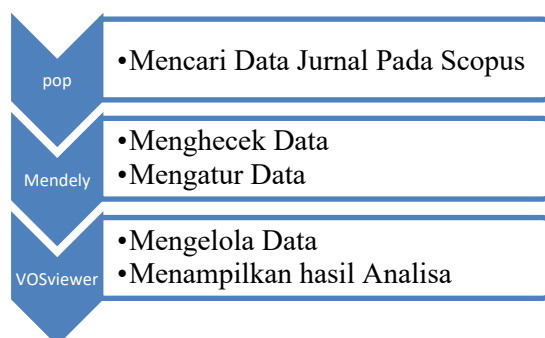 pop
•Mencari Data Jurnal Pada Scopus
Mendely
•Menghecek Data
•Mengatur Data
VOSviewer
•Mengelola Data
•Menampilkan hasil Analisa